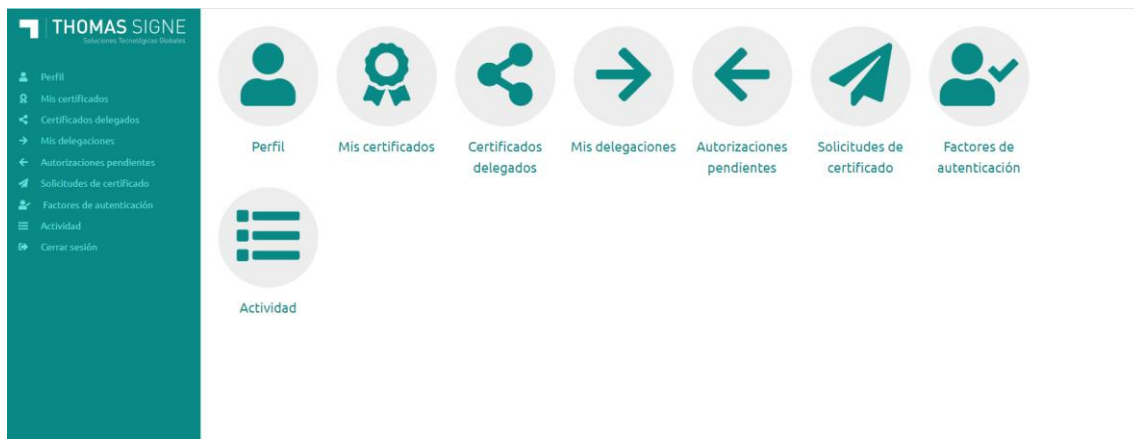 THOMAS SIGNE
Soluciones Tecnológicas Globales
Perfil
Mis certificados
Certificados delegados
Mis delegaciones
Autorizaciones pendientes
Solicitudes de certificado
Factores de autenticación
Actividad
Cerrar sesión
Perfil
Mis certificados
Certificados
delegados
Mis delegaciones
Autorizaciones
pendientes
Solicitudes de
certificado
Factores de
autenticación
Actividad